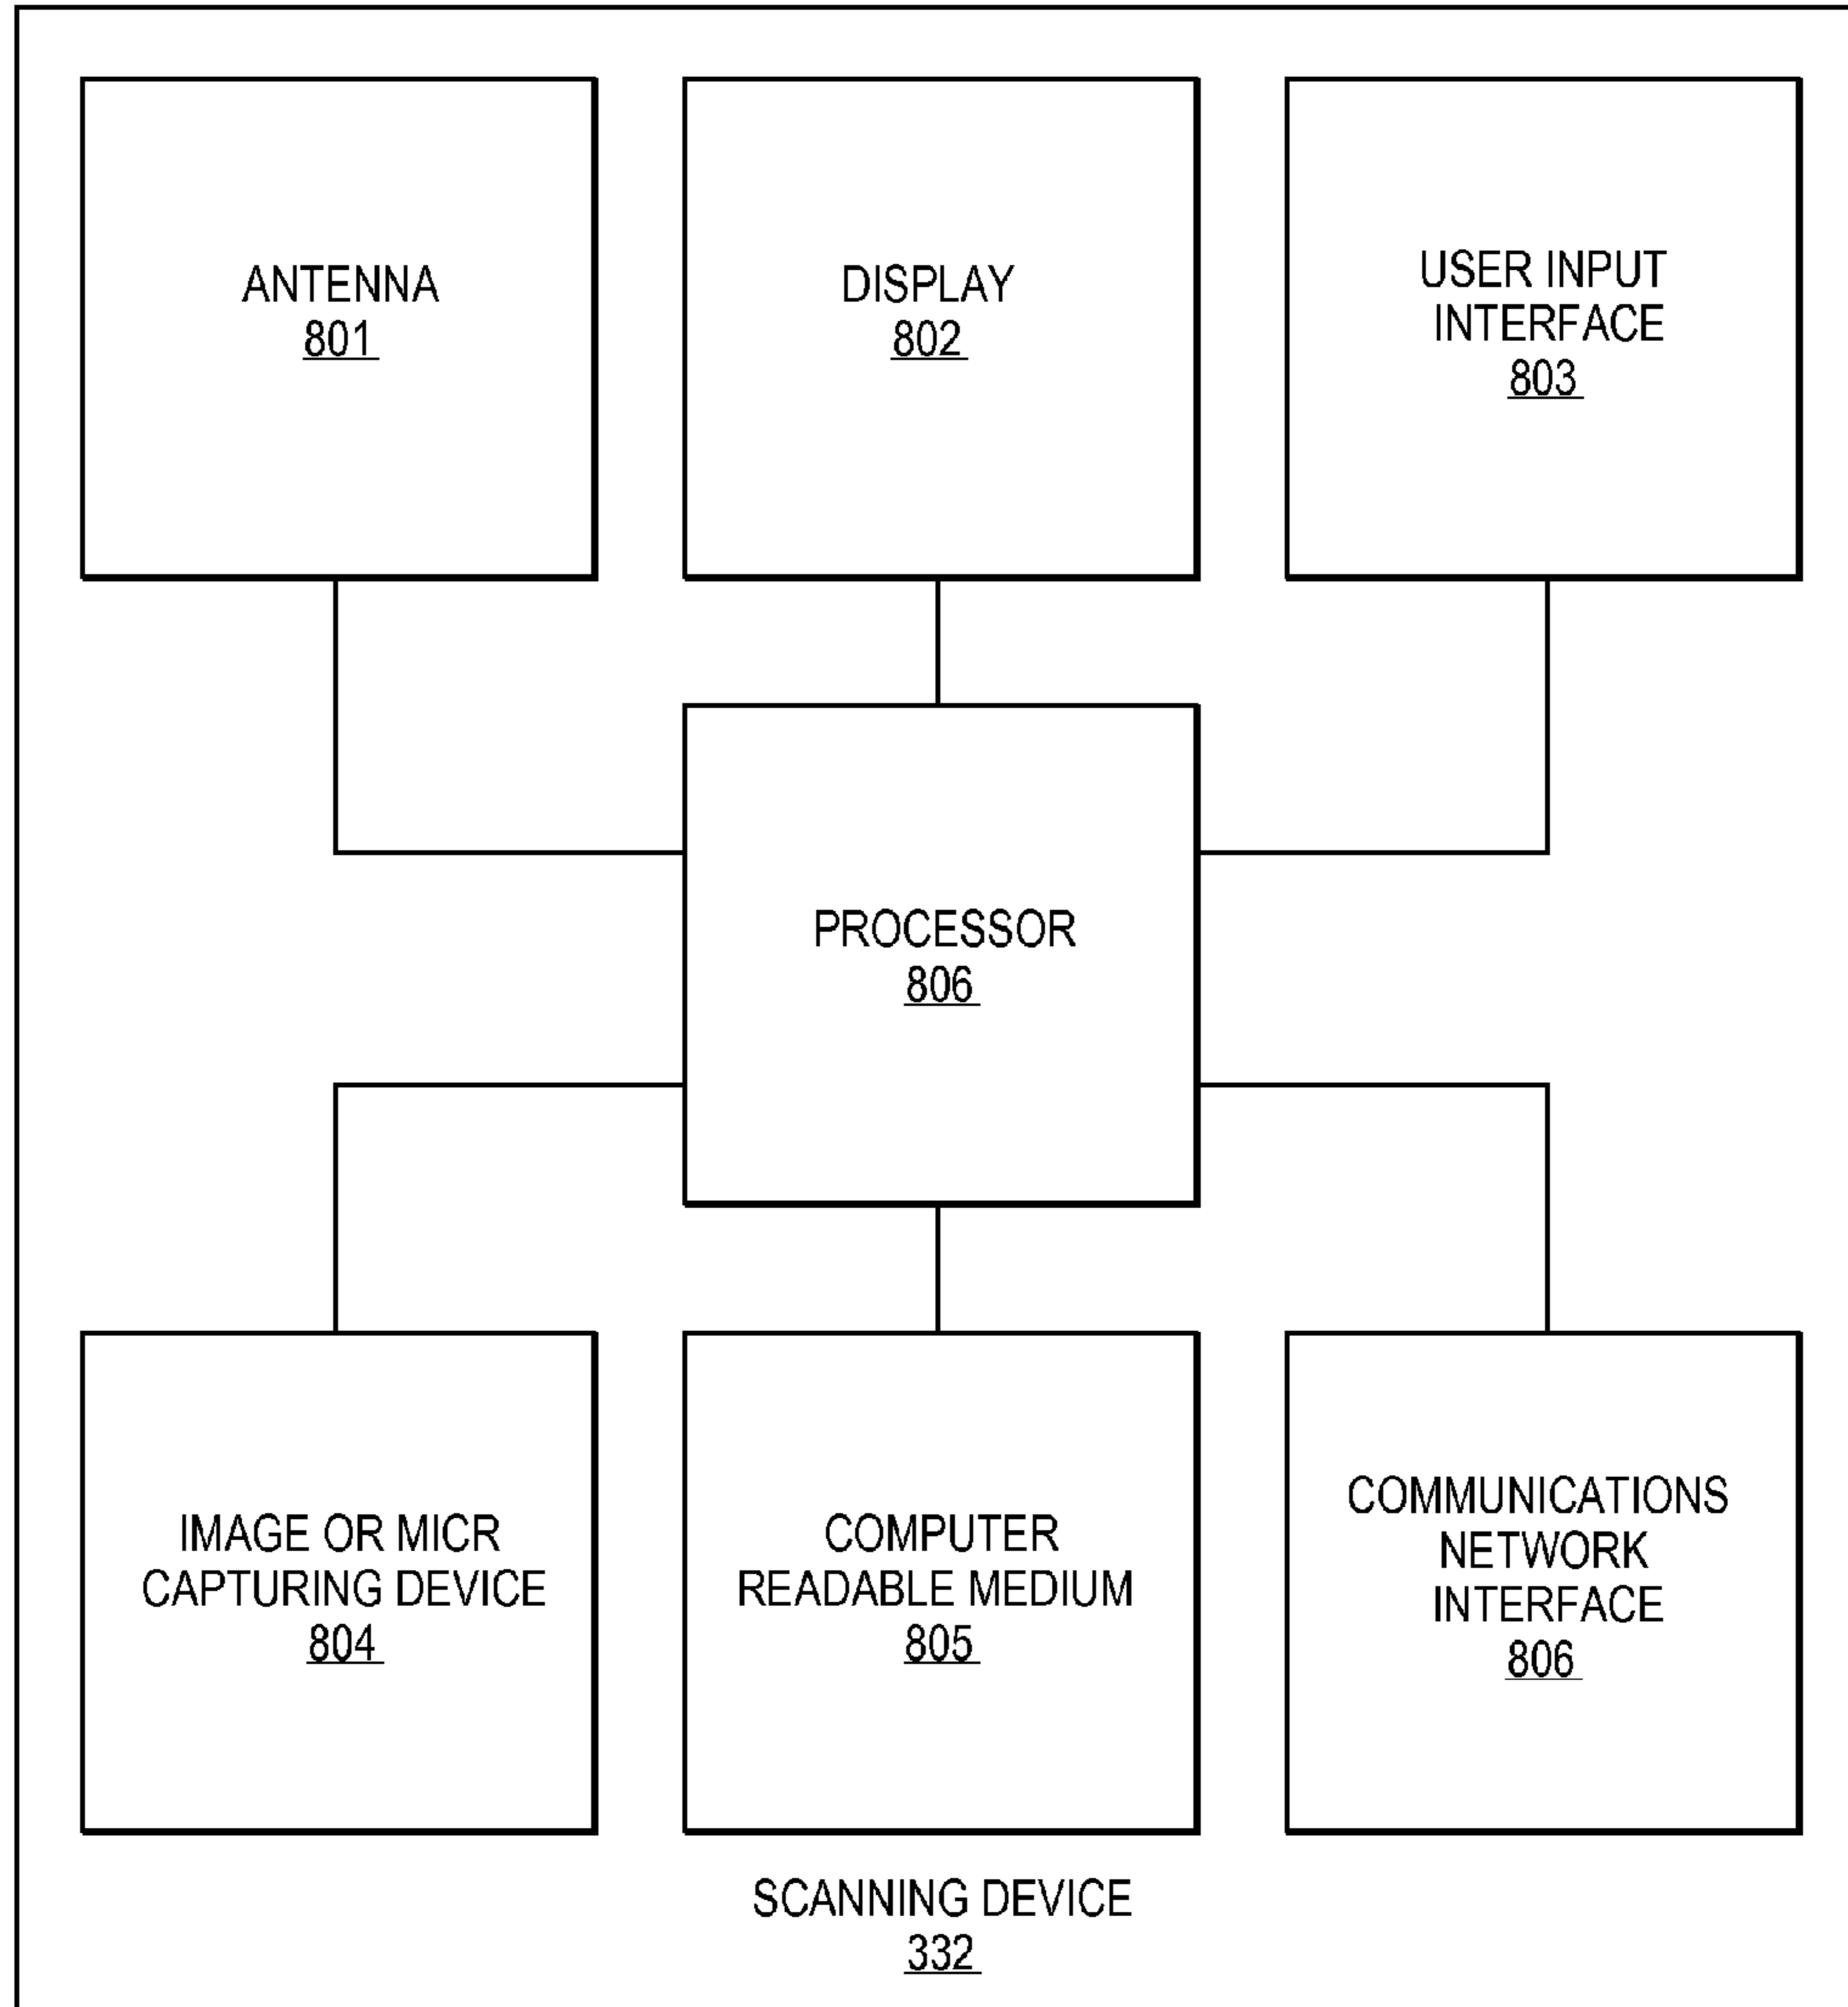 ANTENNA
801
DISPLAY
802
USER INPUT
INTERFACE
803
PROCESSOR
806
IMAGE OR MICR
CAPTURING DEVICE
804
COMPUTER
READABLE MEDIUM
805
COMMUNICATIONS
NETWORK
INTERFACE
806
SCANNING DEVICE
332